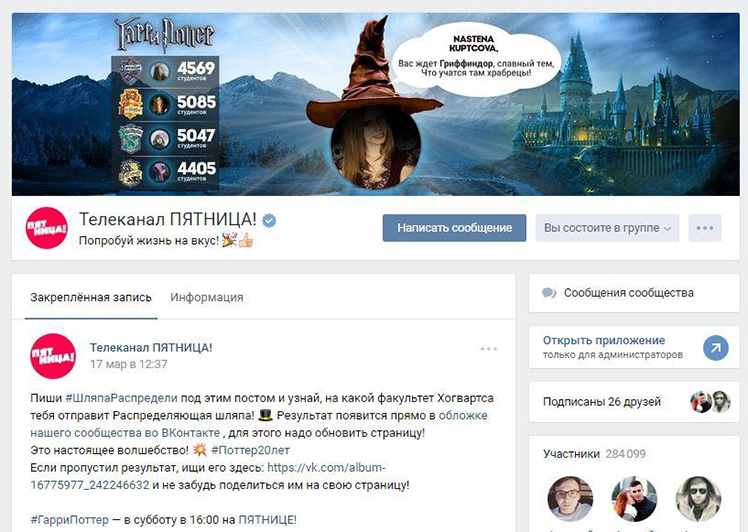 Гарри Поттер
4569
студентов
5085
студентов
5047
студентов
4405
студентов
NASTENA
KUPTCOVA,
Вас ждет Гриффиндор, славный тем,
Что учатся там храбрецы!
ПЯТ
НИЦА!
Телеканал ПЯТНИЦА!
Попробуй жизнь на вкус! 🎉👍
Написать сообщение
Вы состоите в группе
Закреплённая запись
Информация
ПЯТ
НИЦА!
Телеканал ПЯТНИЦА!
17 мар в 12:37
Пиши #ШляпаРаспредели под этим постом и узнай, на какой факультет Хогвартса
тебя отправит Распределяющая шляпа! 🎩 Результат появится прямо в обложке
нашего сообщества во ВКонтакте , для этого надо обновить страницу!
Это настоящее волшебство! 💥 #Поттер20лет
Если пропустил результат, ищи его здесь: https://vk.com/album-
16775977_242246632 и не забудь поделиться им на свою страницу!
#ГарриПоттер — в субботу в 16:00 на ПЯТНИЦЕ!
Сообщения сообщества
Открыть приложение
только для администраторов
Подписаны 26 друзей
Участники 284 099